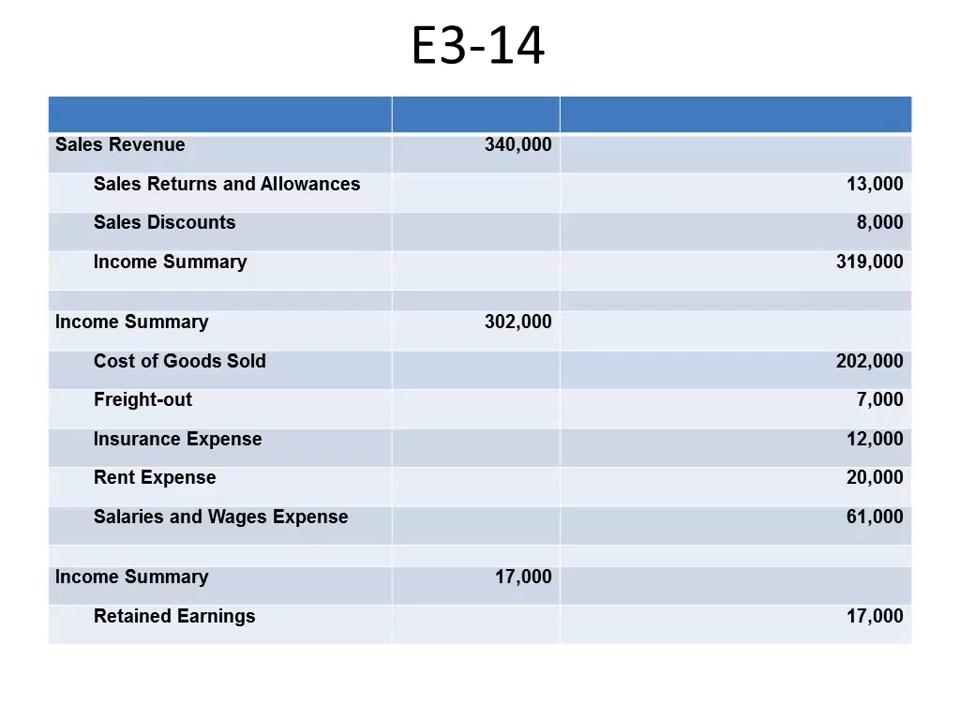 E3-14
Sales Revenue 340,000
Sales Returns and Allowances 13,000
Sales Discounts 8,000
Income Summary 319,000
Income Summary 302,000
Cost of Goods Sold 202,000
Freight-out 7,000
Insurance Expense 12,000
Rent Expense 20,000
Salaries and Wages Expense 61,000
Income Summary 17,000
Retained Earnings 17,000